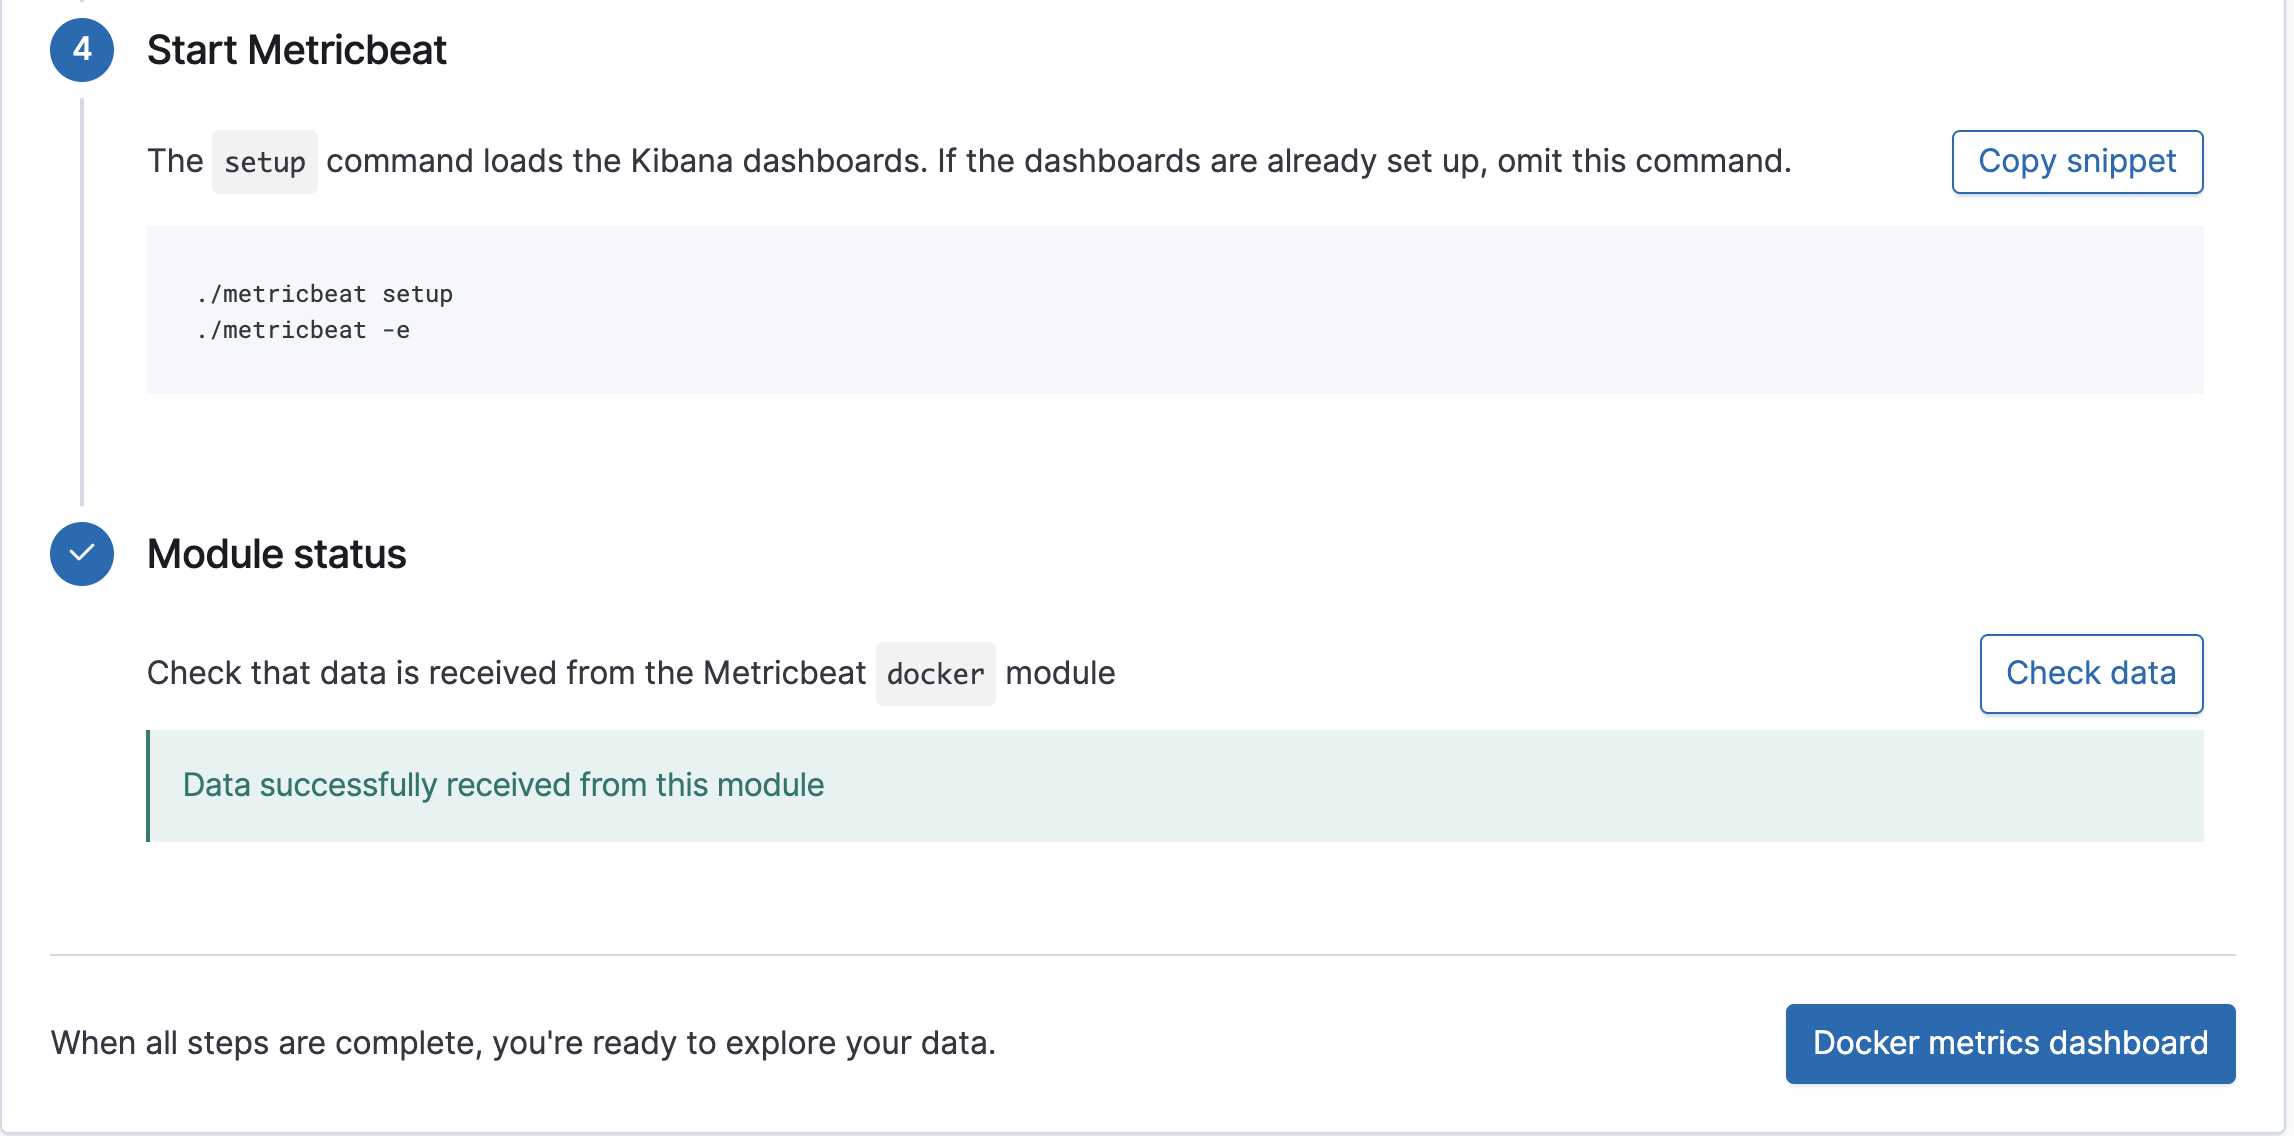 4 Start Metricbeat
The setup command loads the Kibana dashboards. If the dashboards are already set up, omit this command.
Copy snippet
./metricbeat setup
./metricbeat -e
Module status
Check that data is received from the Metricbeat docker module
Check data
Data successfully received from this module
When all steps are complete, you're ready to explore your data.
Docker metrics dashboard